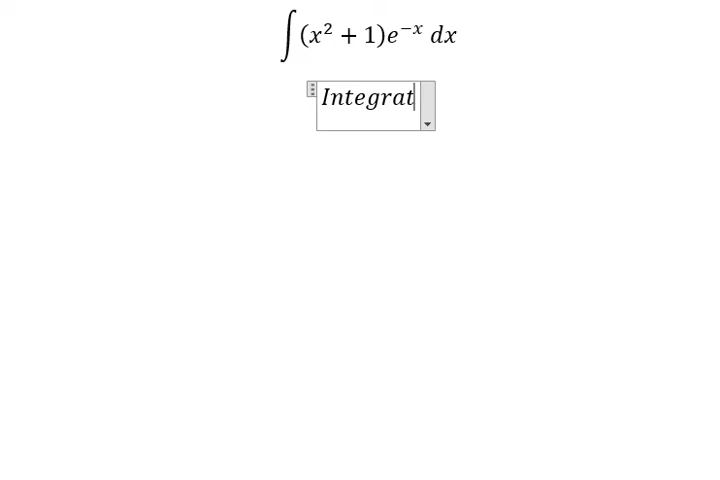 ∫(x² + 1)e⁻ˣ dx
Integrat